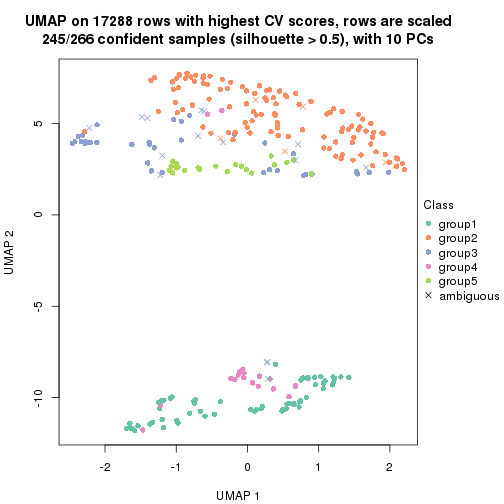 UMAP on 17288 rows with highest CV scores, rows are scaled
245/266 confident samples (silhouette > 0.5), with 10 PCs
5
0
-5
-10
UMAP 2
-2
-1
0
1
2
UMAP 1
Class
group1
group2
group3
group4
group5
ambiguous